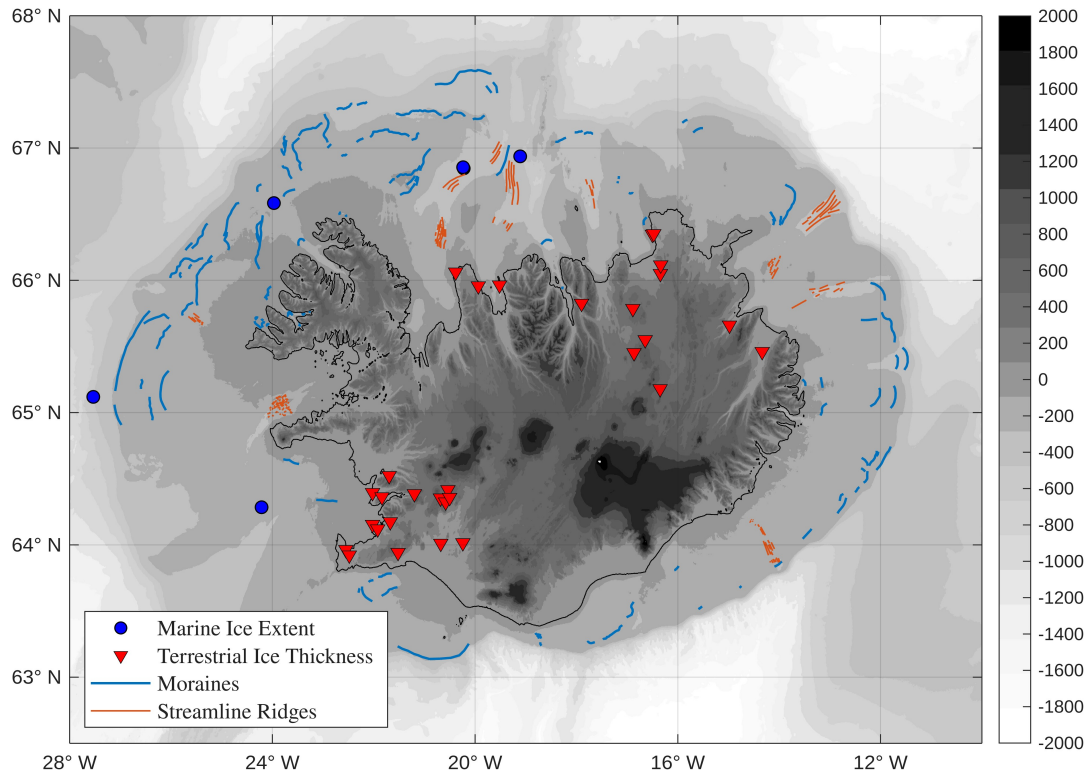 68° N
67° N
66° N
65° N
64° N
63° N
28° W
24° W
20° W
16° W
12° W
Marine Ice Extent
Terrestrial Ice Thickness
Moraines
Streamline Ridges
2000
1800
1600
1400
1200
1000
800
600
400
200
0
-200
-400
-600
-800
-1000
-1200
-1400
-1600
-1800
-2000